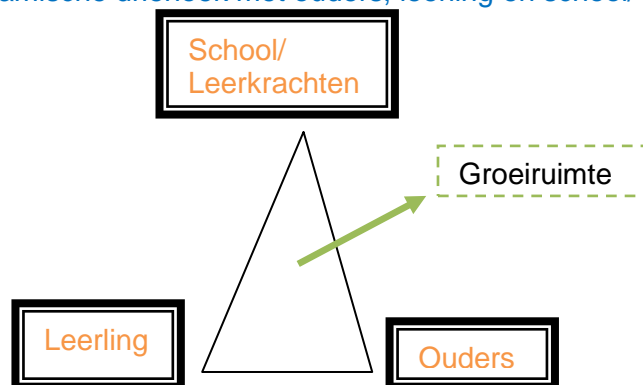 amische driehoek met ouders, leerling en school/
School/
Leerkrachten
Groeiruimte
Leerling
Ouders